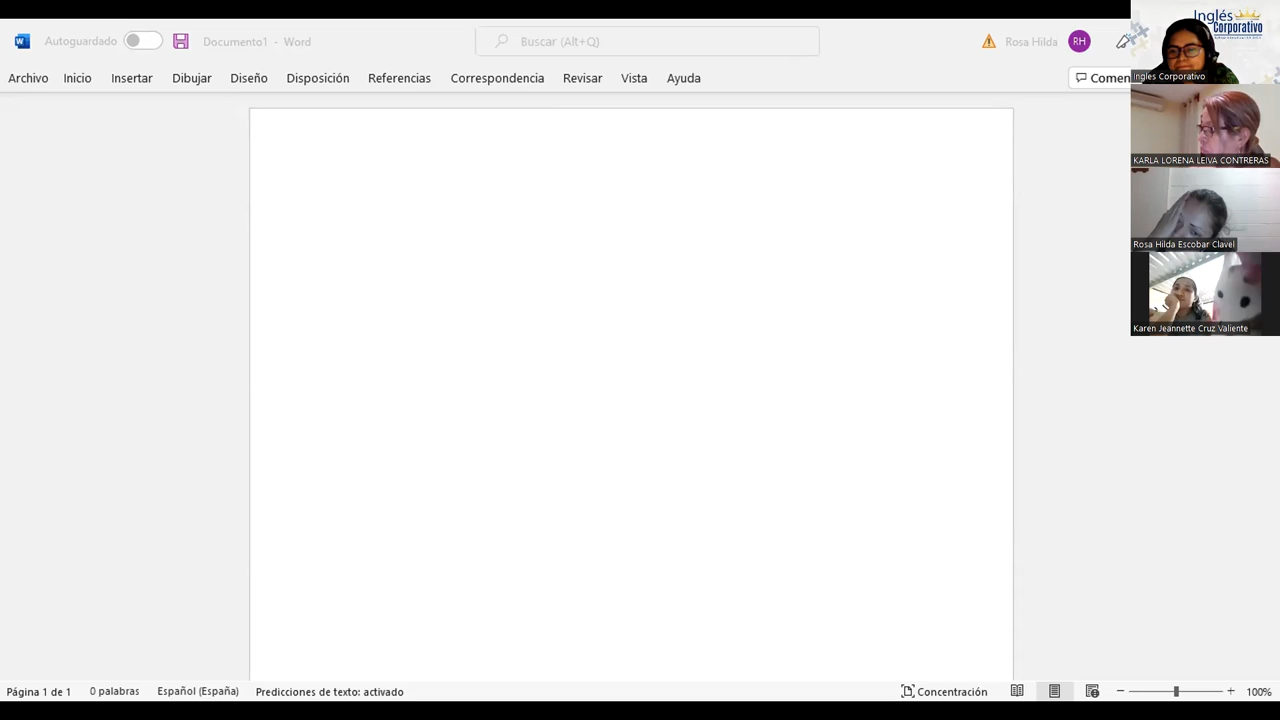 Autoguardado
Documento1 - Word
Buscar (Alt+Q)
Rosa Hilda
RH
Archivo Inicio Insertar Dibujar Diseño Disposición Referencias Correspondencia Revisar Vista Ayuda
Comen
Inglés
Corporativo
Ingles Corporativo
KARLA LORENA LEIVA CONTRERAS
Rosa Hilda Escobar Clavel
Karen Jeannette Cruz Valiente
Página 1 de 1 0 palabras Español (España) Predicciones de texto: activado Concentración 100%